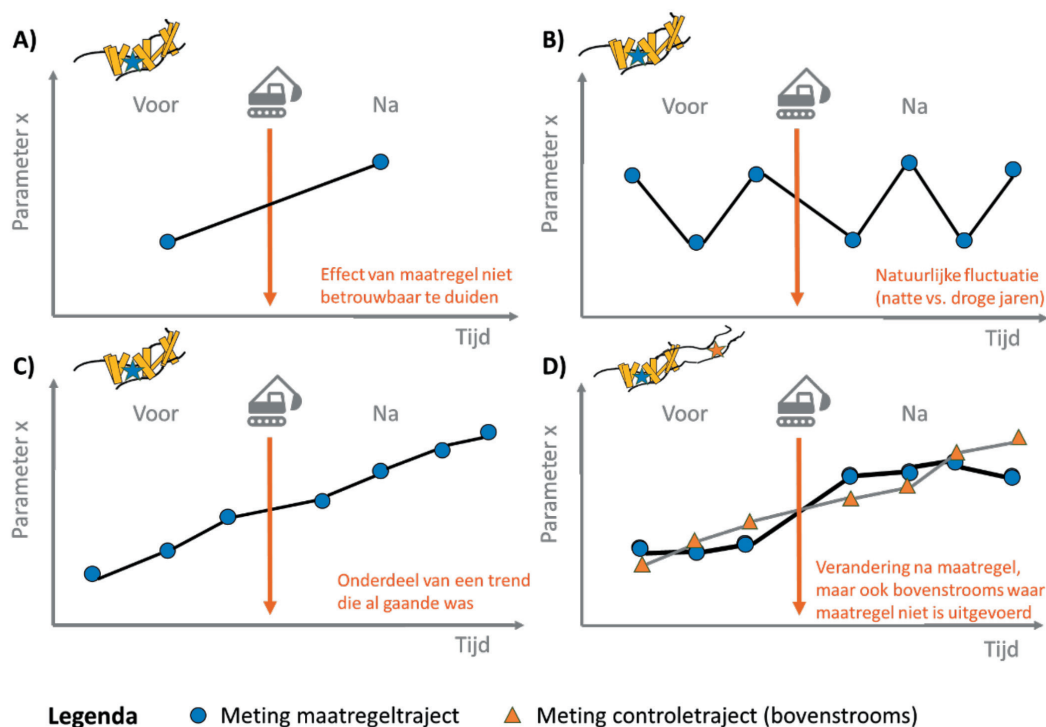 A)
Parameter x
Voor
Na
Effect van maatregel niet
betrouwbaar te duiden
Tijd
B)
Parameter x
Voor
Na
Natuurlijke fluctuatie
(natte vs. droge jaren)
Tijd
C)
Parameter x
Voor
Na
Onderdeel van een trend
die al gaande was
Tijd
D)
Parameter x
Voor
Na
Verandering na maatregel,
maar ook bovenstrooms waar
maatregel niet is uitgevoerd
Tijd
Legenda
Meting maatregeltraject
Meting controletraject (bovenstrooms)